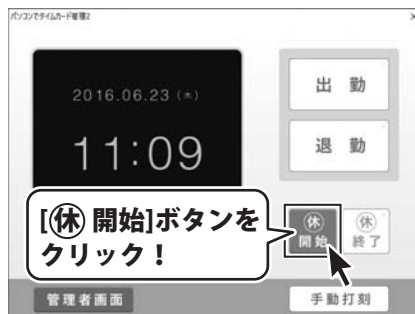 パソコンでタイムカード管理2
×
2016.06.23 (木)
11:09
出 勤
退 勤
[㊡ 開始]ボタンを
クリック！
㊡
開始
㊡
終了
管理者画面
手動打刻